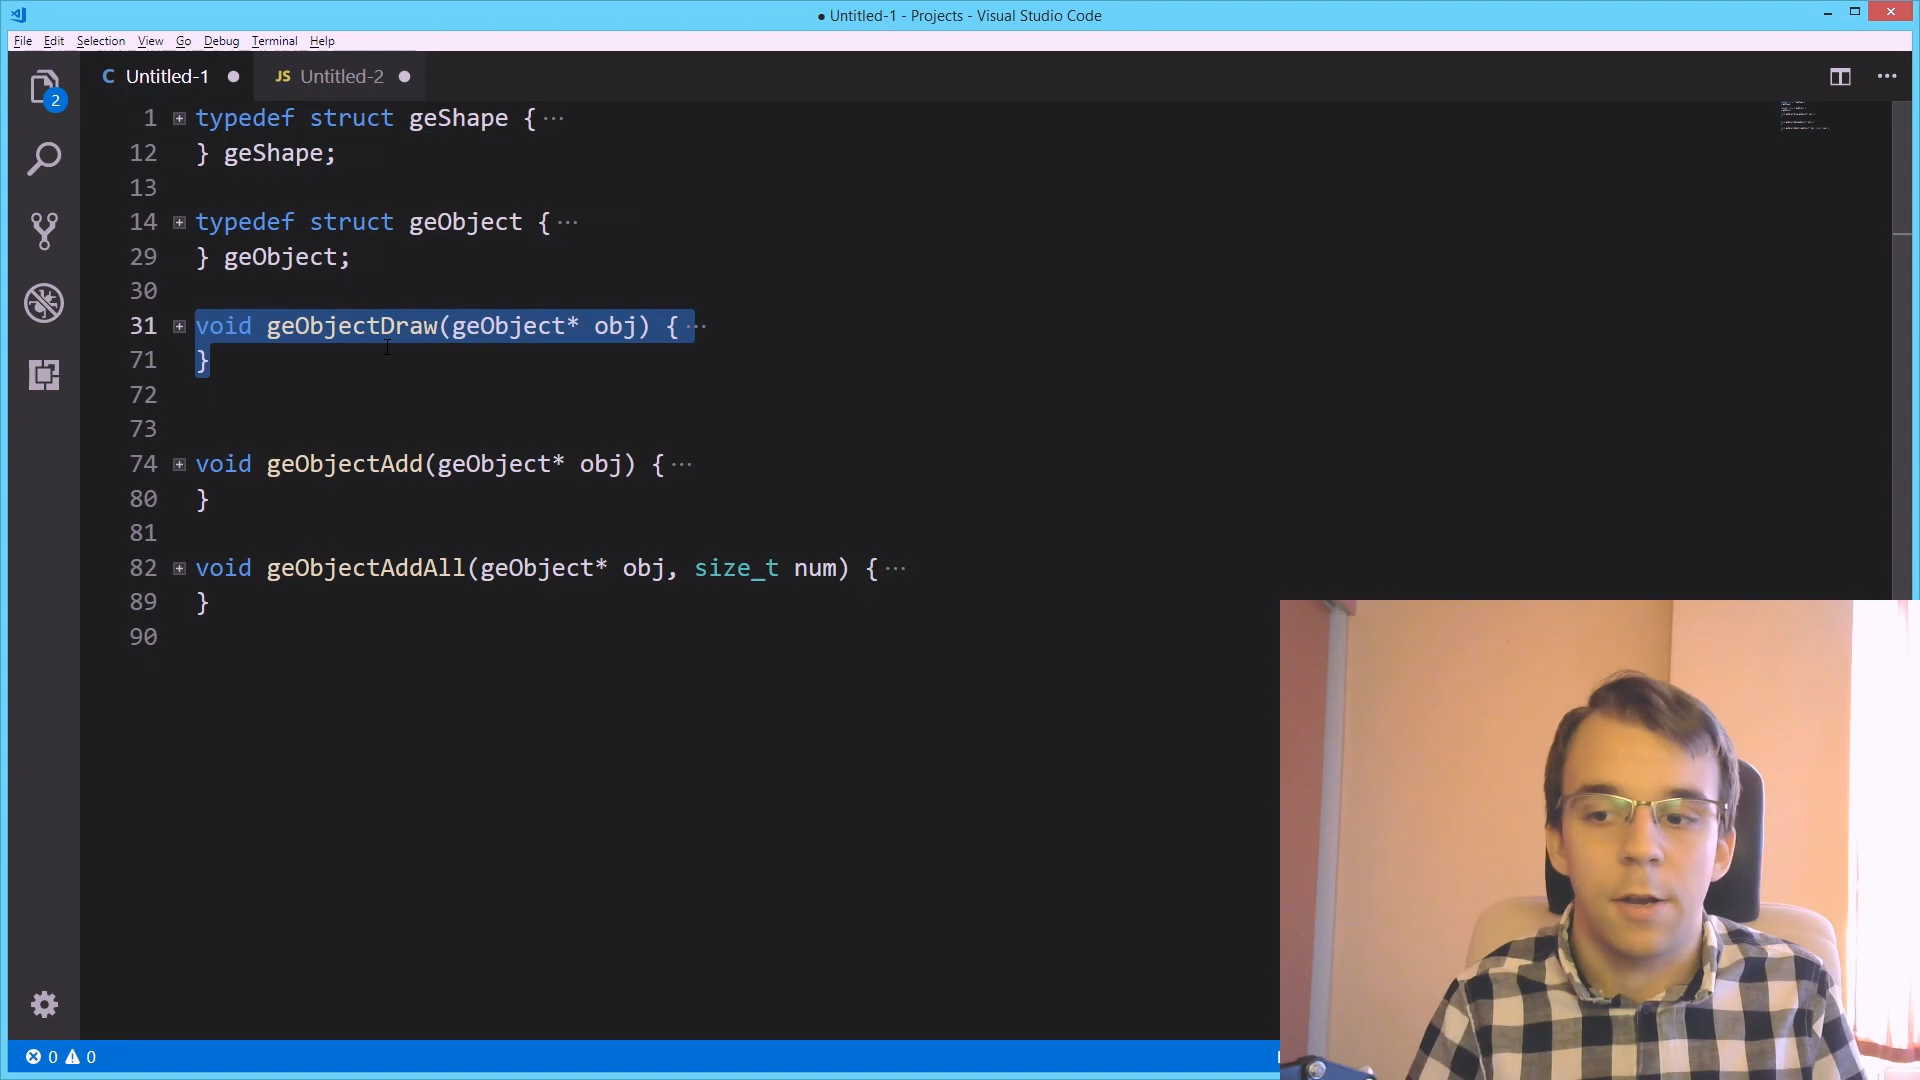 ● Untitled-1 - Projects - Visual Studio Code
File Edit Selection View Go Debug Terminal Help
C Untitled-1 ● JS Untitled-2 ●
2
1 typedef struct geShape {···
12 } geShape;
13
14 typedef struct geObject {···
29 } geObject;
30
31 void geObjectDraw(geObject* obj) {···
71 }
72
73
74 void geObjectAdd(geObject* obj) {···
80 }
81
82 void geObjectAddAll(geObject* obj, size_t num) {···
89 }
90
0 0